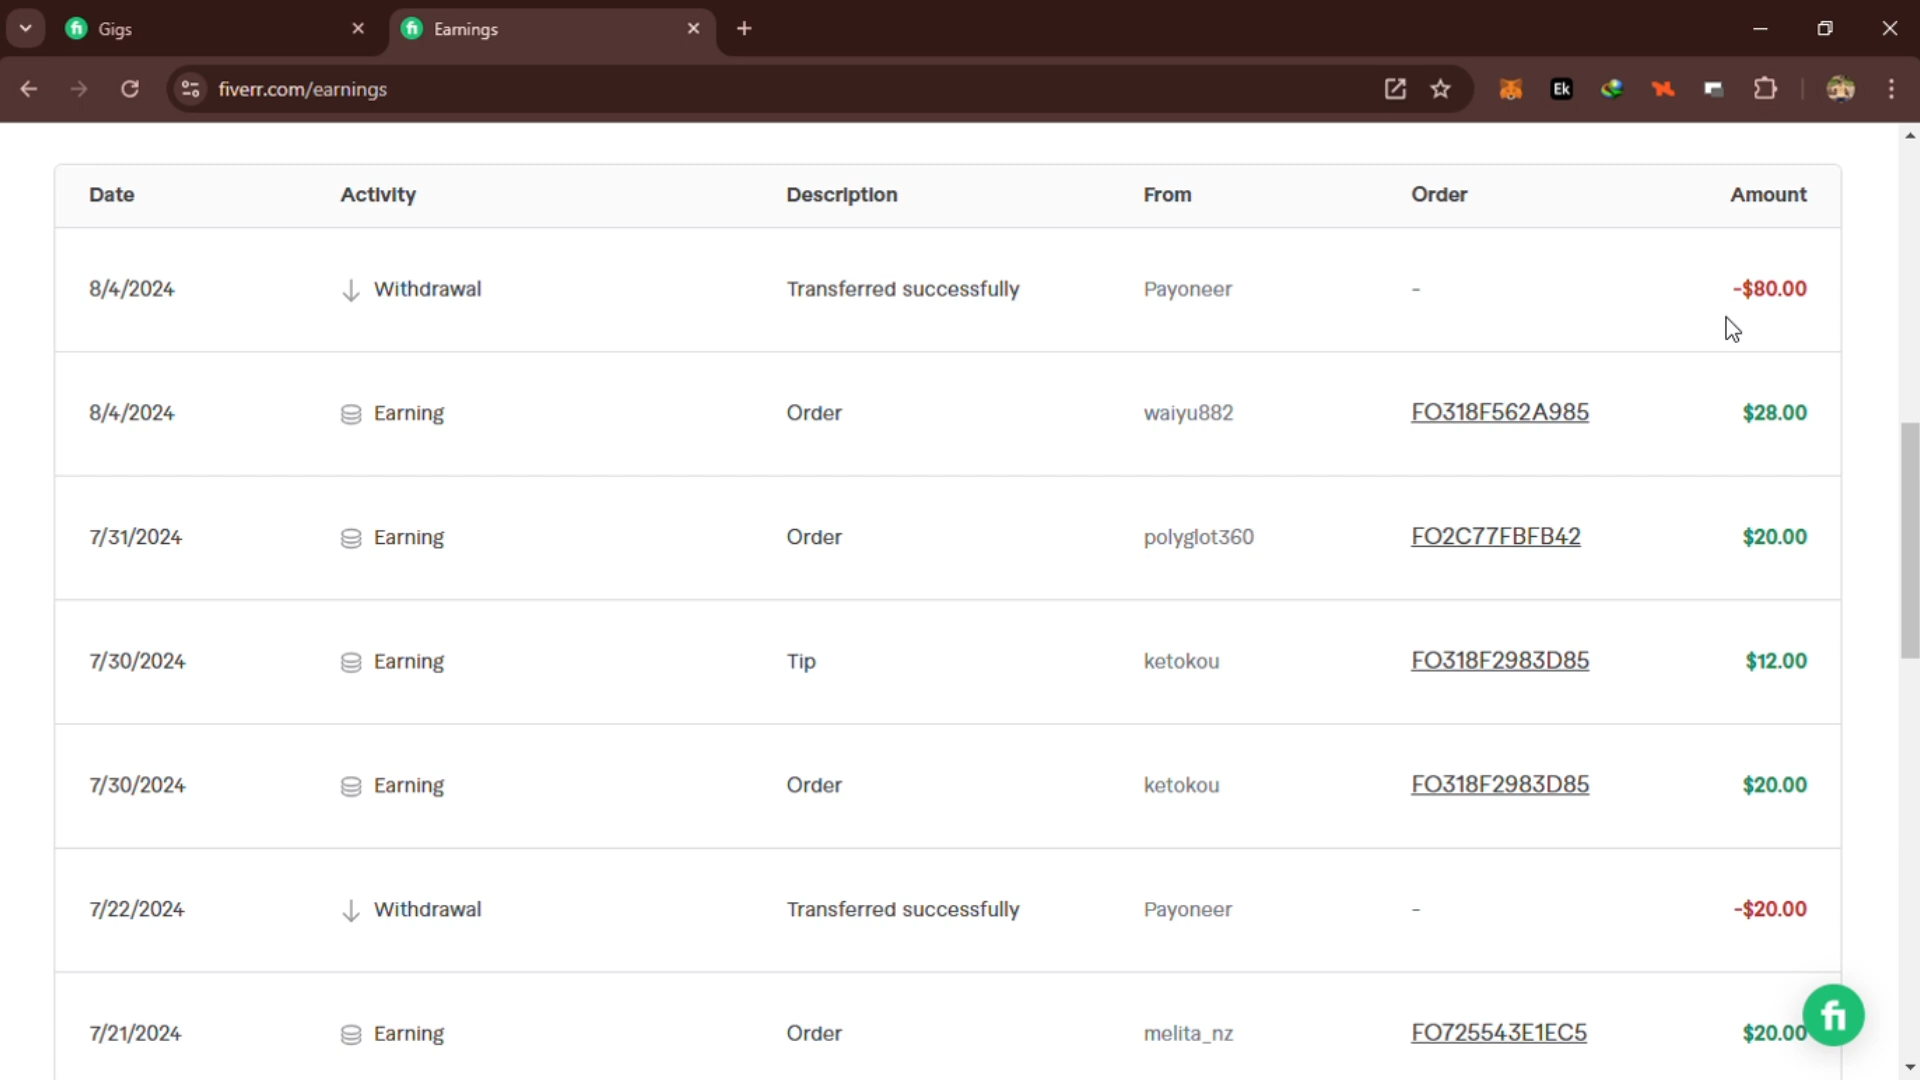 Gigs
Earnings
fiverr.com/earnings
Ek
Date Activity Description From Order Amount
8/4/2024 Withdrawal Transferred successfully Payoneer - -$80.00
8/4/2024 Earning Order waiyu882 FO318F562A985 $28.00
7/31/2024 Earning Order polyglot360 FO2C77FBFB42 $20.00
7/30/2024 Earning Tip ketokou FO318F2983D85 $12.00
7/30/2024 Earning Order ketokou FO318F2983D85 $20.00
7/22/2024 Withdrawal Transferred successfully Payoneer - -$20.00
7/21/2024 Earning Order melita_nz FO725543E1EC5 $20.00
fi